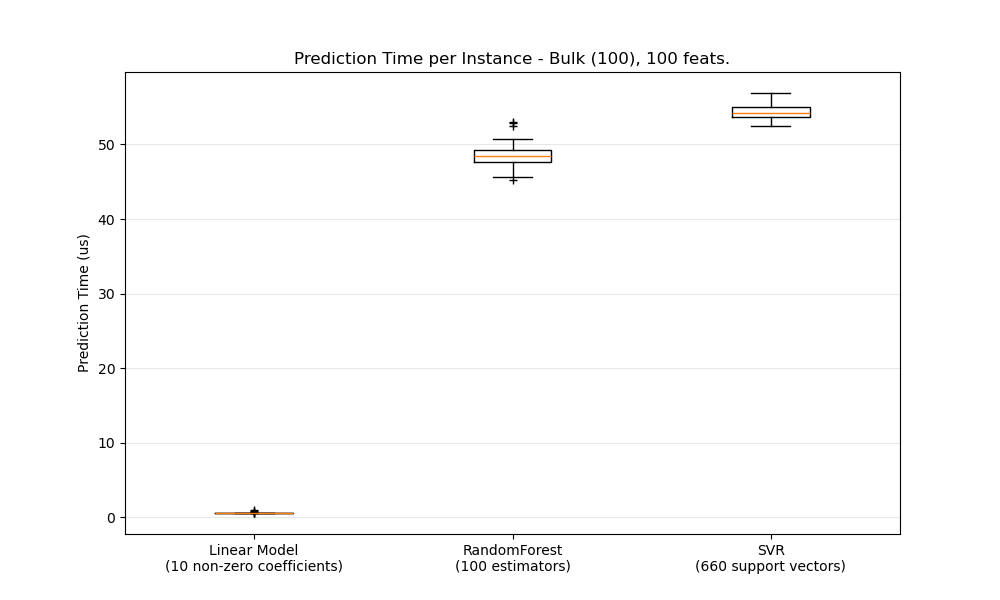 Prediction Time per Instance - Bulk (100), 100 feats.
Prediction Time (us)
50
40
30
20
10
0
Linear Model
(10 non-zero coefficients)
RandomForest
(100 estimators)
SVR
(660 support vectors)